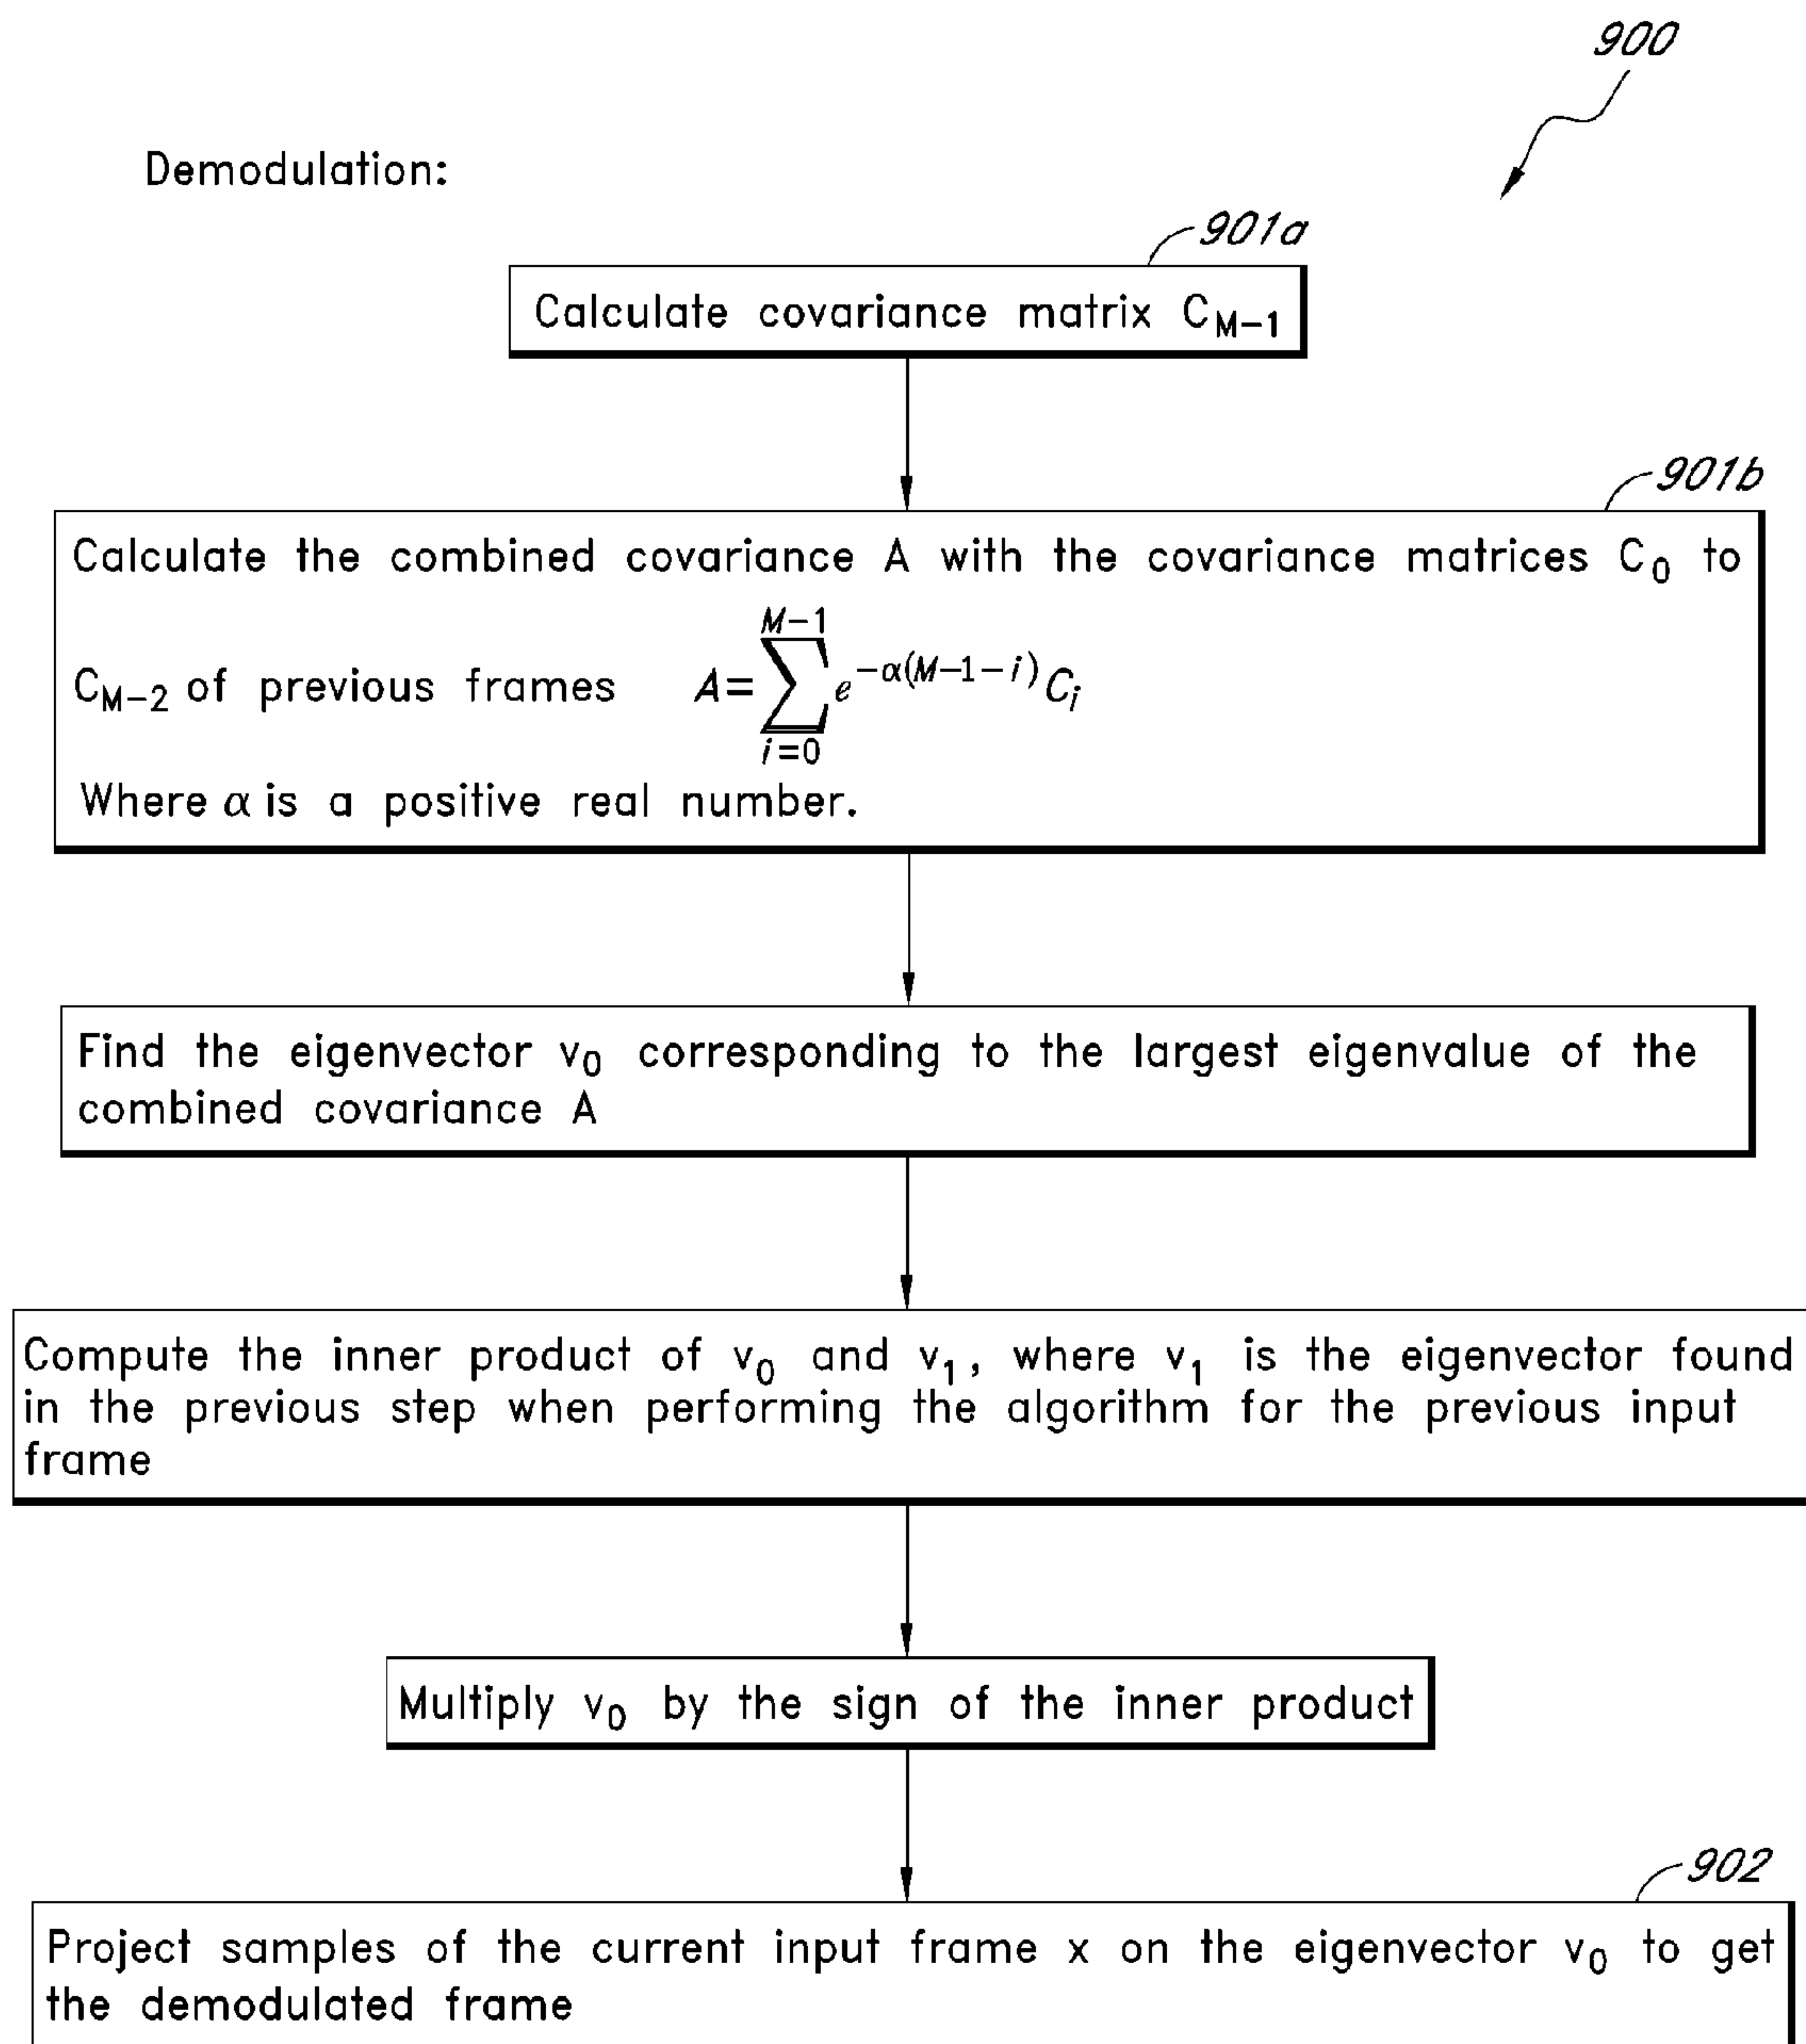 900
Demodulation:
901a
Calculate covariance matrix C_{M-1}
901b
Calculate the combined covariance A with the covariance matrices C_0 to
C_{M-2} of previous frames A=\sum_{i=0}^{M-1} e^{-α(M-1-i)} C_i
Where α is a positive real number.
Find the eigenvector v_0 corresponding to the largest eigenvalue of the
combined covariance A
Compute the inner product of v_0 and v_1, where v_1 is the eigenvector found
in the previous step when performing the algorithm for the previous input
frame
Multiply v_0 by the sign of the inner product
902
Project samples of the current input frame x on the eigenvector v_0 to get
the demodulated frame